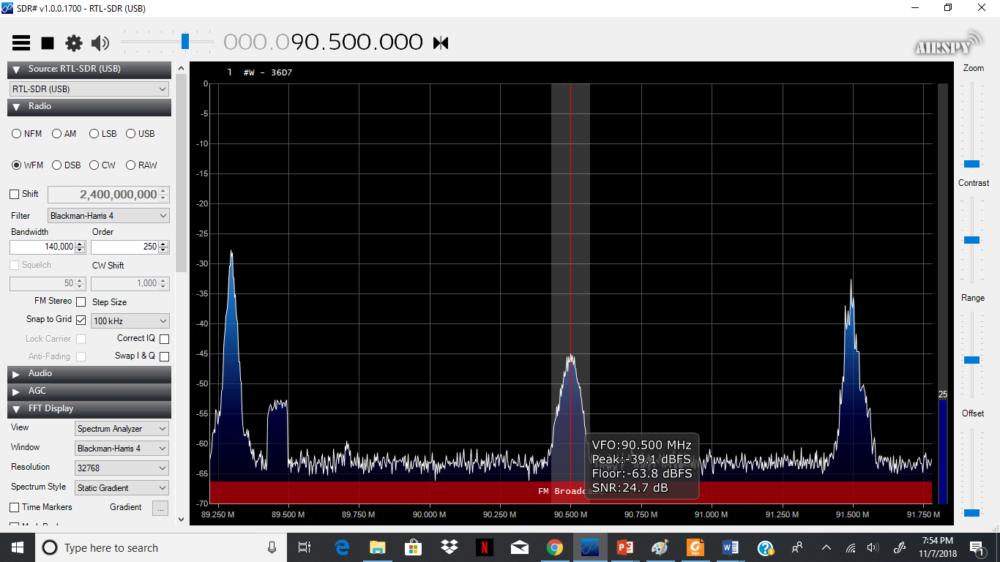 SDR# v1.0.0.1700 - RTL-SDR (USB)
000.090.500.000
AIRSPY
Source: RTL-SDR (USB)
RTL-SDR (USB)
Radio
NFM AM LSB USB
WFM DSB CW RAW
Shift 2,400,000,000
Filter Blackman-Harris 4
Bandwidth Order
140,000 250
Squelch CW Shift
50 1,000
FM Stereo Step Size
Snap to Grid 100 kHz
Lock Carrier Correct IQ
Anti-Fading Swap I & Q
Audio
AGC
FFT Display
View Spectrum Analyzer
Window Blackman-Harris 4
Resolution 32768
Spectrum Style Static Gradient
Time Markers Gradient ...
l #W - 36D7
0
-5
-10
-15
-20
-25
-30
-35
-40
-45
-50
-55
-60
-65
-70
VFO:90.500 MHz
Peak:-39.1 dBFS
Floor:-63.8 dBFS
SNR:24.7 dB
FM Broadcast
25
89.250 M 89.500 M 89.750 M 90.000 M 90.250 M 90.500 M 90.750 M 91.000 M 91.250 M 91.500 M 91.750 M
Zoom
Contrast
Range
Offset
Type here to search
7:54 PM
11/7/2018
1